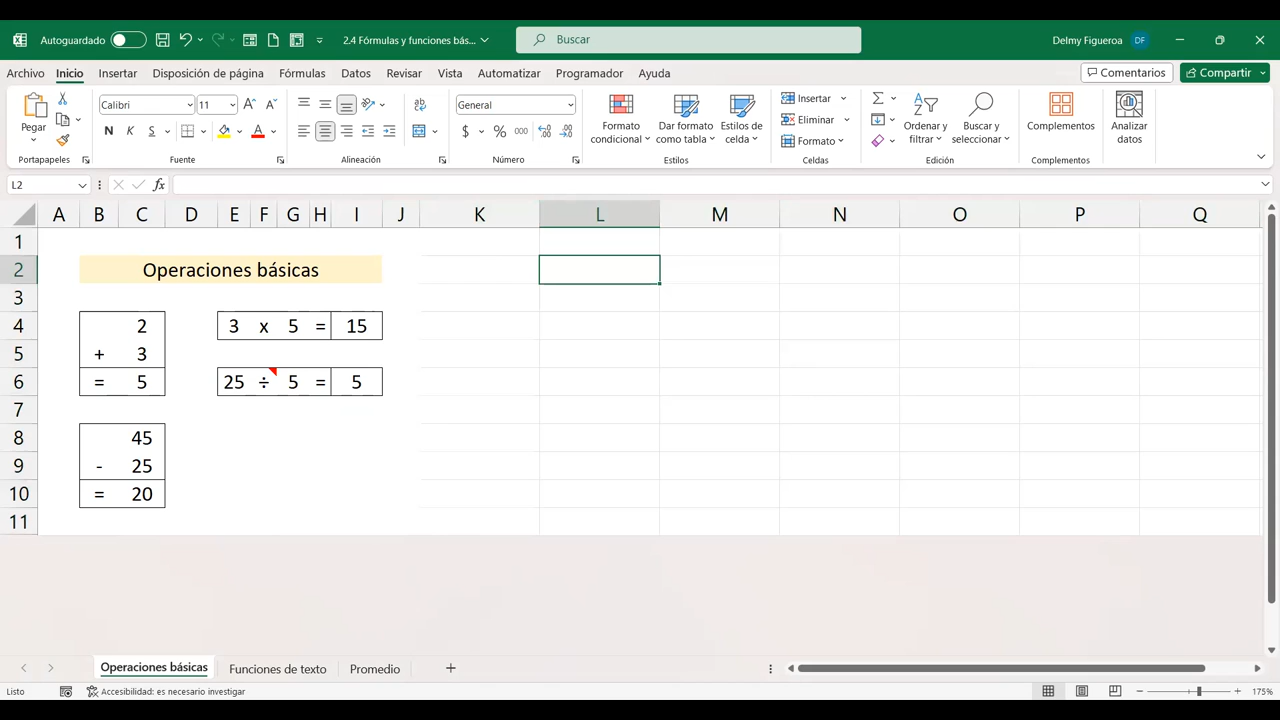 Autoguardado 2.4 Fórmulas y funciones bás... Buscar Delmy Figueroa DF
Archivo Inicio Insertar Disposición de página Fórmulas Datos Revisar Vista Automatizar Programador Ayuda Comentarios Compartir
Pegar
Portapapeles
Calibri 11
N K S
Fuente
Alineación
General
$ % 000
Número
Formato condicional
Dar formato como tabla
Estilos de celda
Estilos
Insertar
Eliminar
Formato
Celdas
Ordenar y filtrar
Buscar y seleccionar
Edición
Complementos
Complementos
Analizar datos
L2 fx
A B C D E F G H I J K L M N O P Q
1
2 Operaciones básicas
3
4 2 3 x 5 = 15
5 + 3
6 = 5 25 ÷ 5 = 5
7
8 45
9 - 25
10 = 20
11
Operaciones básicas Funciones de texto Promedio
Listo Accesibilidad: es necesario investigar 175%